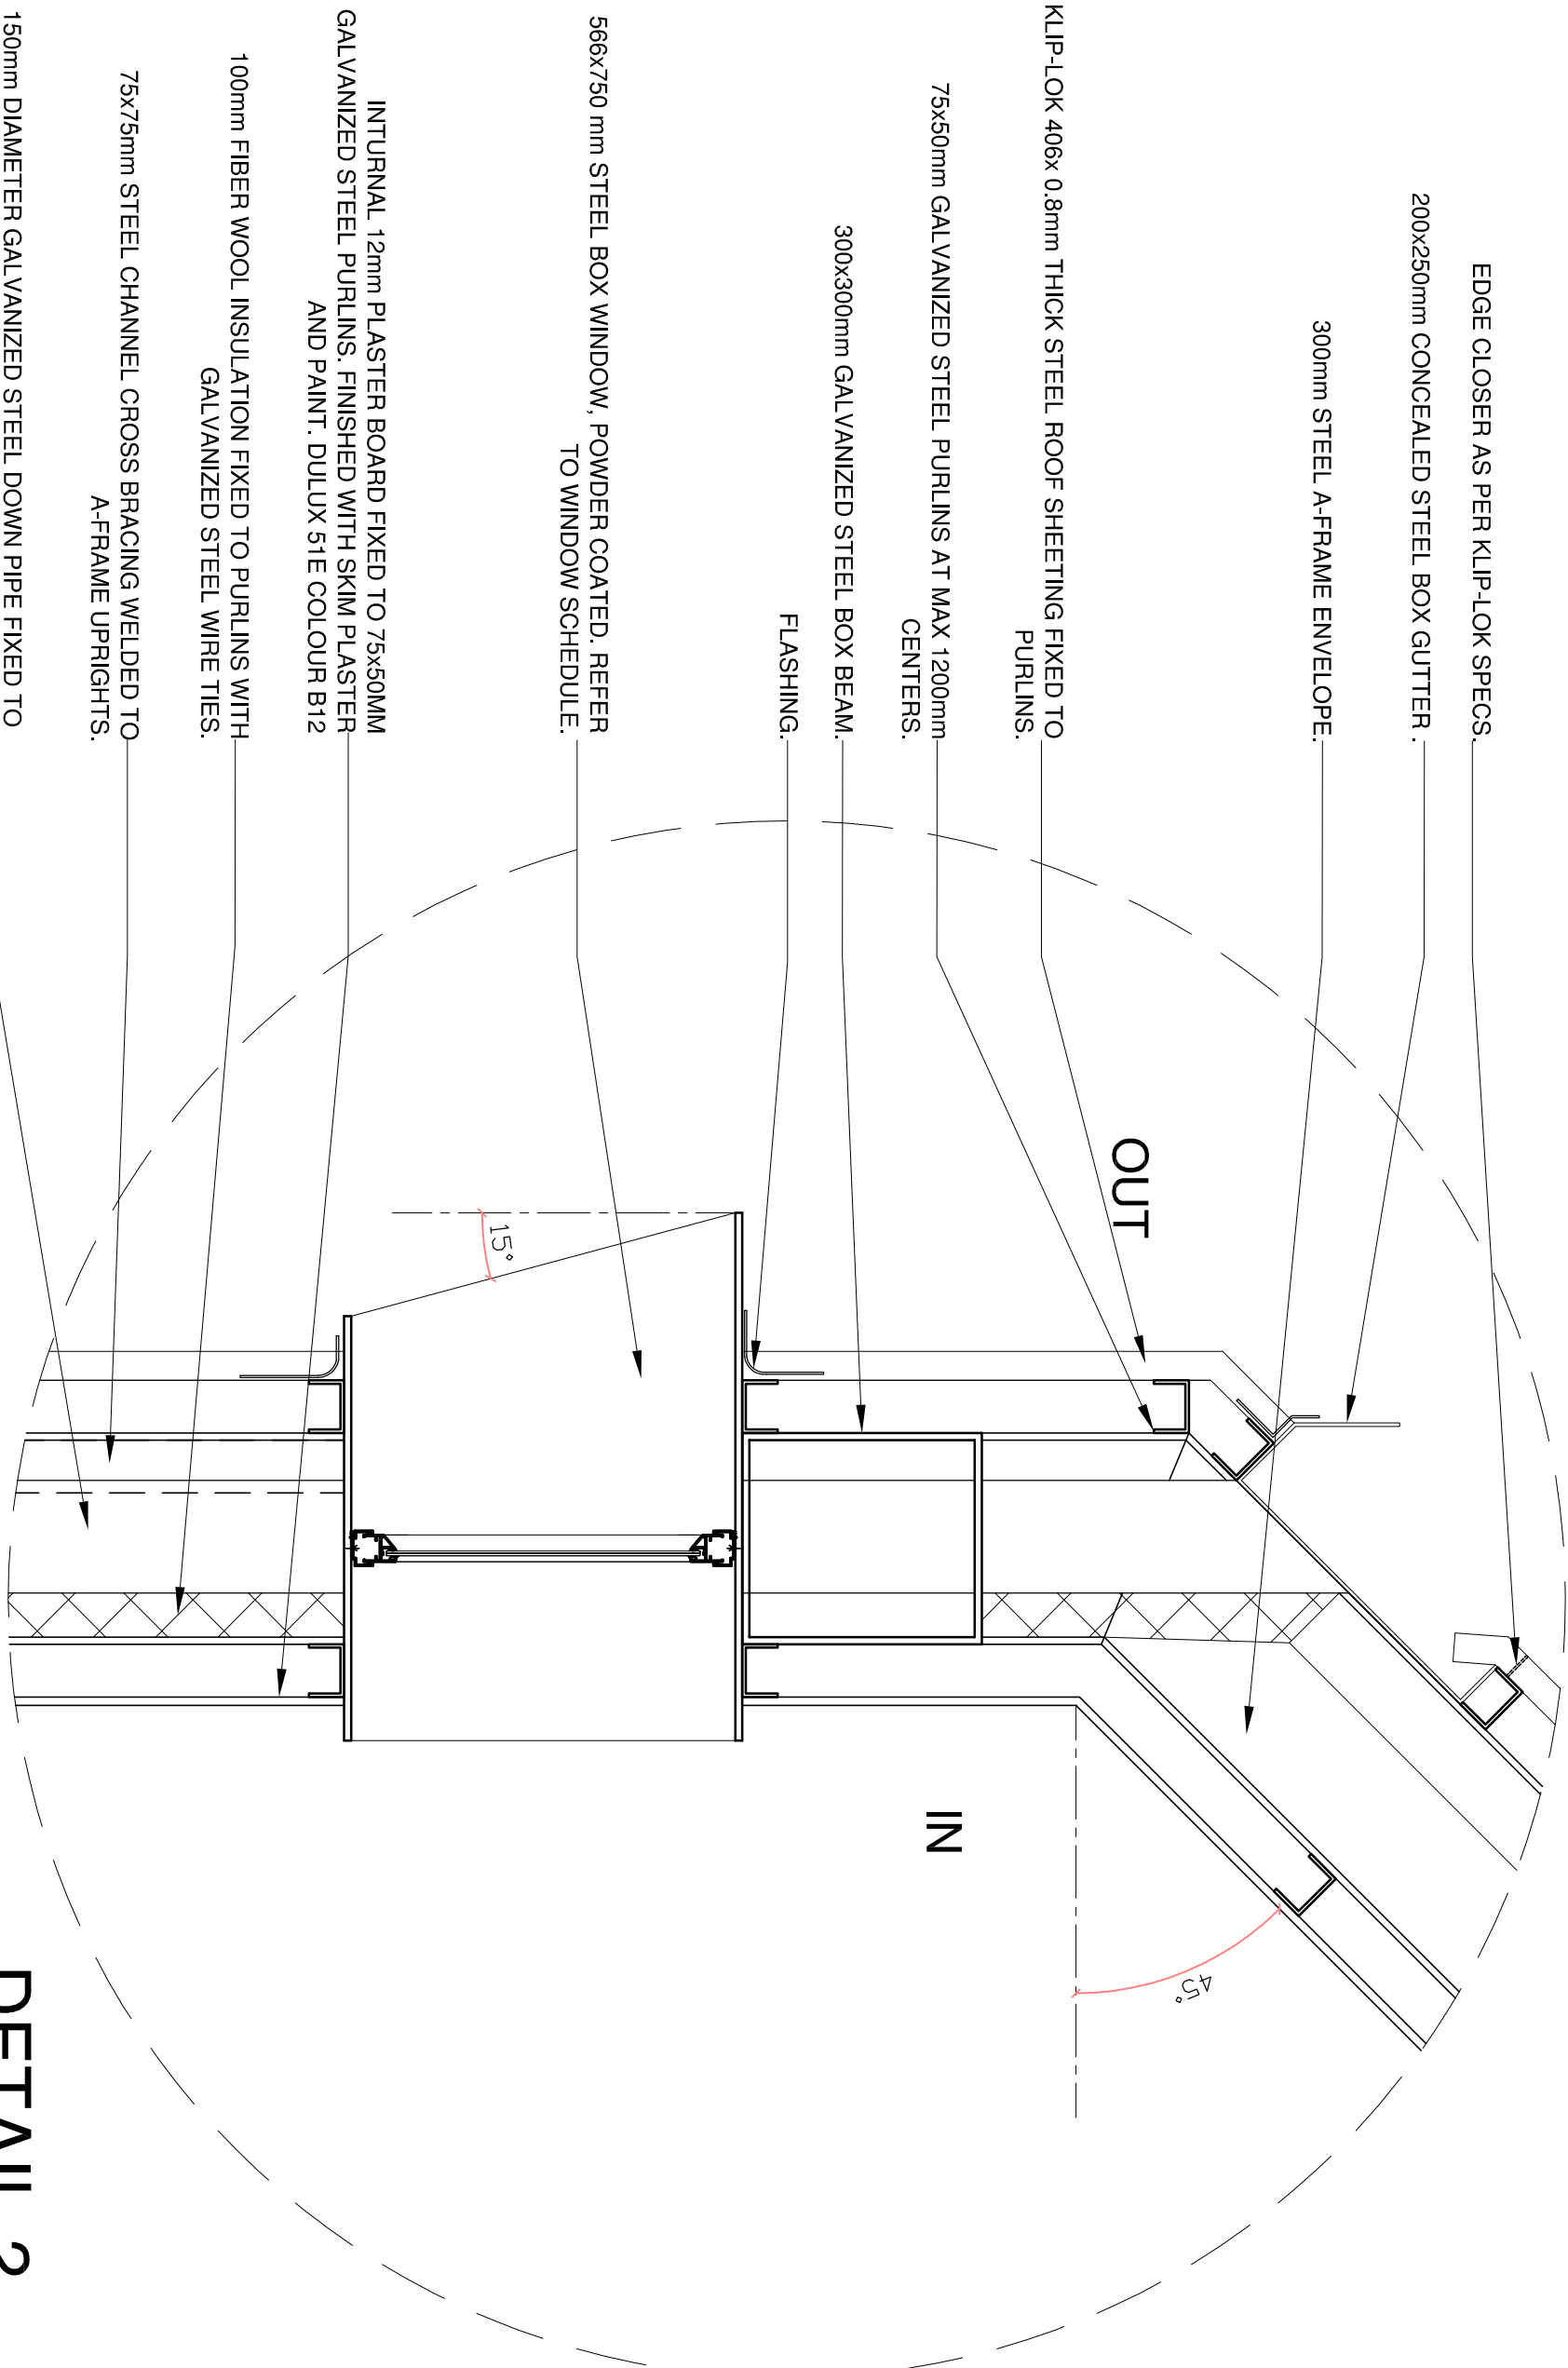 EDGE CLOSER AS PER KLIP-LOK SPECS.
200x250mm CONCEALED STEEL BOX GUTTER .
300mm STEEL A-FRAME ENVELOPE.
KLIP-LOK 406x 0.8mm THICK STEEL ROOF SHEETING FIXED TO
PURLINS.
75x50mm GALVANIZED STEEL PURLINS AT MAX 1200mm
CENTERS.
300x300mm GALVANIZED STEEL BOX BEAM.
FLASHING.
566x750 mm STEEL BOX WINDOW, POWDER COATED. REFER
TO WINDOW SCHEDULE.
INTURNAL 12mm PLASTER BOARD FIXED TO 75x50MM
GALVANIZED STEEL PURLINS. FINISHED WITH SKIM PLASTER
AND PAINT. DULUX 51E COLOUR B12
100mm FIBER WOOL INSULATION FIXED TO PURLINS WITH
GALVANIZED STEEL WIRE TIES.
75x75mm STEEL CHANNEL CROSS BRACING WELDED TO
A-FRAME UPRIGHTS.
150mm DIAMETER GALVANIZED STEEL DOWN PIPE FIXED TO
OUT
15°
IN
45°
DETAIL 2